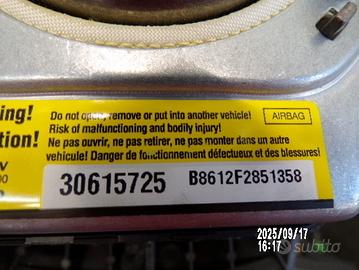 ing! Do not open, remove or put into another vehicle! AIRBAG
Risk of malfunctioning and bodily injury!
tion! Ne pas ouvrir, ne pas retirer, ne pas monter dans un autre
vehicule! Danger de fonctionnement défectueux et des blessures!
V
00
30615725 B8612F2851358
2025/09/17
16:17
subito